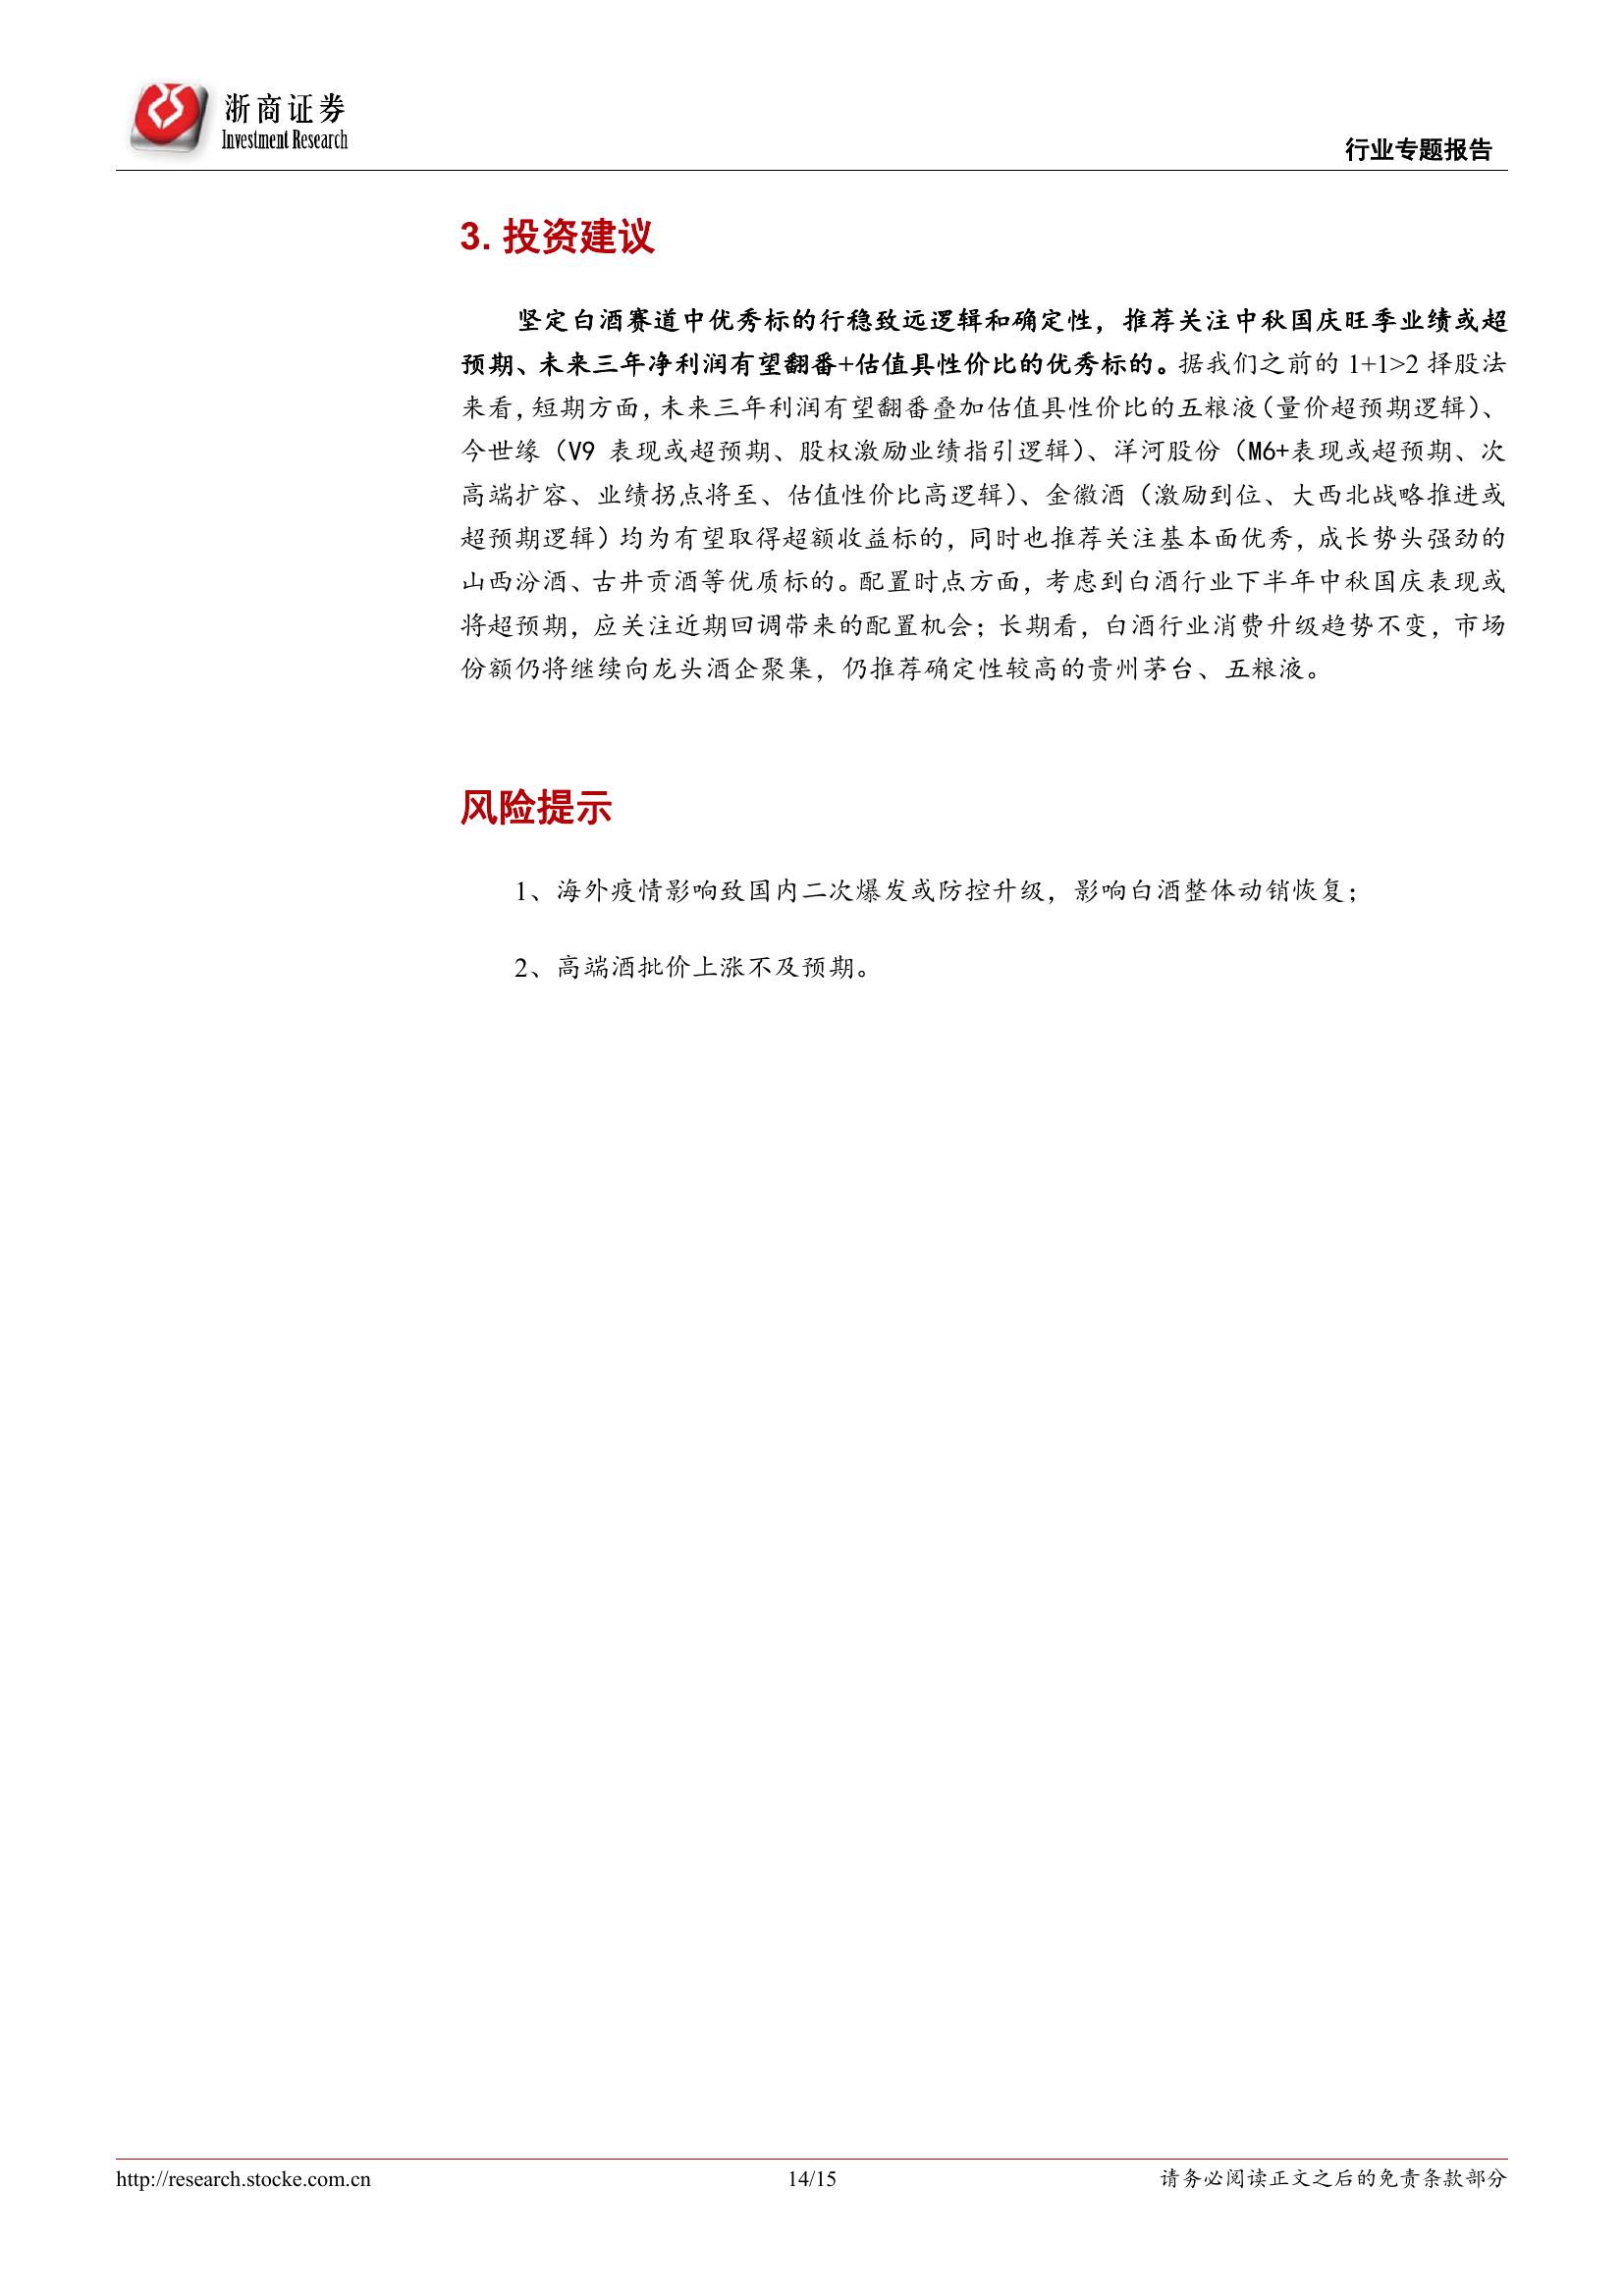 浙商证券
Investment Research
行业专题报告
3. 投资建议
坚定白酒赛道中优秀标的行稳致远逻辑和确定性，推荐关注中秋国庆旺季业绩或超
预期、未来三年净利润有望翻番+估值具性价比的优秀标的。据我们之前的 1+1>2 择股法
来看，短期方面，未来三年利润有望翻番叠加估值具性价比的五粮液（量价超预期逻辑）、
今世缘（V9 表现或超预期、股权激励业绩指引逻辑）、洋河股份（M6+表现或超预期、次
高端扩容、业绩拐点将至、估值性价比高逻辑）、金徽酒（激励到位、大西北战略推进或
超预期逻辑）均为有望取得超额收益标的，同时也推荐关注基本面优秀，成长势头强劲的
山西汾酒、古井贡酒等优质标的。配置时点方面，考虑到白酒行业下半年中秋国庆表现或
将超预期，应关注近期回调带来的配置机会；长期看，白酒行业消费升级趋势不变，市场
份额仍将继续向龙头酒企聚集，仍推荐确定性较高的贵州茅台、五粮液。
风险提示
1、海外疫情影响致国内二次爆发或防控升级，影响白酒整体动销恢复；
2、高端酒批价上涨不及预期。
http://research.stocke.com.cn
14/15
请务必阅读正文之后的免责条款部分